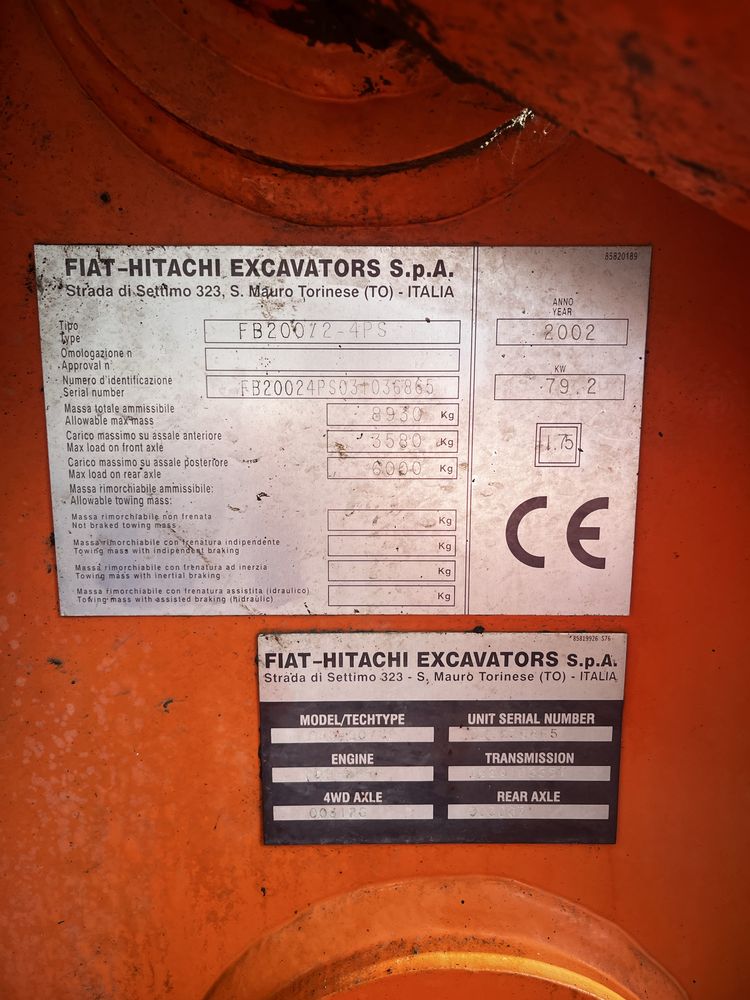 85820189
FIAT-HITACHI EXCAVATORS S.p.A.
Strada di Settimo 323, S. Mauro Torinese (TO) - ITALIA
ANNO
YEAR
2002
Tipo
Type
FB200
-4PS
Omologazione n
Approval n
KW
79.2
Numero d'identificazione
Serial number
Massa totale ammissibile
Allowable max mass
8930 Kg
1.75
Carico massimo su assale anteriore
Max load on front axle
3580 Kg
Carico massimo su assale posteriore
Max load on rear axle
6000 Kg
Massa rimorchiabile ammissibile:
Allowable towing mass:
CE
Massa rimorchiabile non frenata
Not braked towing mass
Kg
Massa rimorchiabile con frenatura indipendente
Towing mass with independent braking
Kg
Massa rimorchiabile con frenatura ad inerzia
Towing mass with inertial braking
Kg
Massa rimorchiabile con frenatura assistita (idraulico)
Towing mass with assisted braking (hidraulic)
Kg
85819926 S76
FIAT-HITACHI EXCAVATORS S.p.A.
Strada di Settimo 323 - S. Mauro Torinese (TO) - ITALIA
MODEL/TECHTYPE
UNIT SERIAL NUMBER
ENGINE
TRANSMISSION
4WD AXLE
REAR AXLE